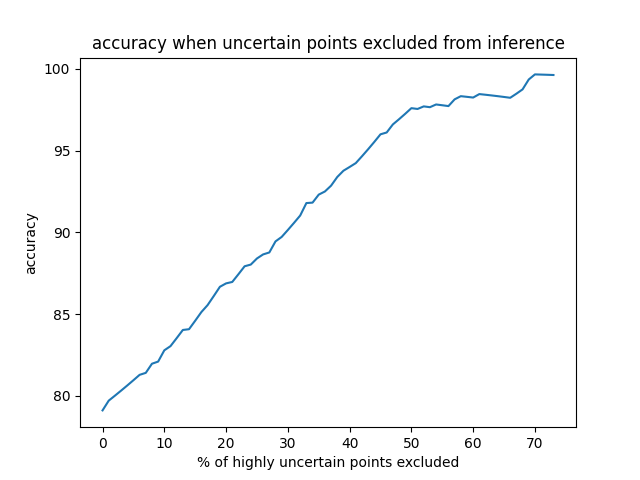 accuracy when uncertain points excluded from inference
100
95
90
85
80
accuracy
0 10 20 30 40 50 60 70
% of highly uncertain points excluded